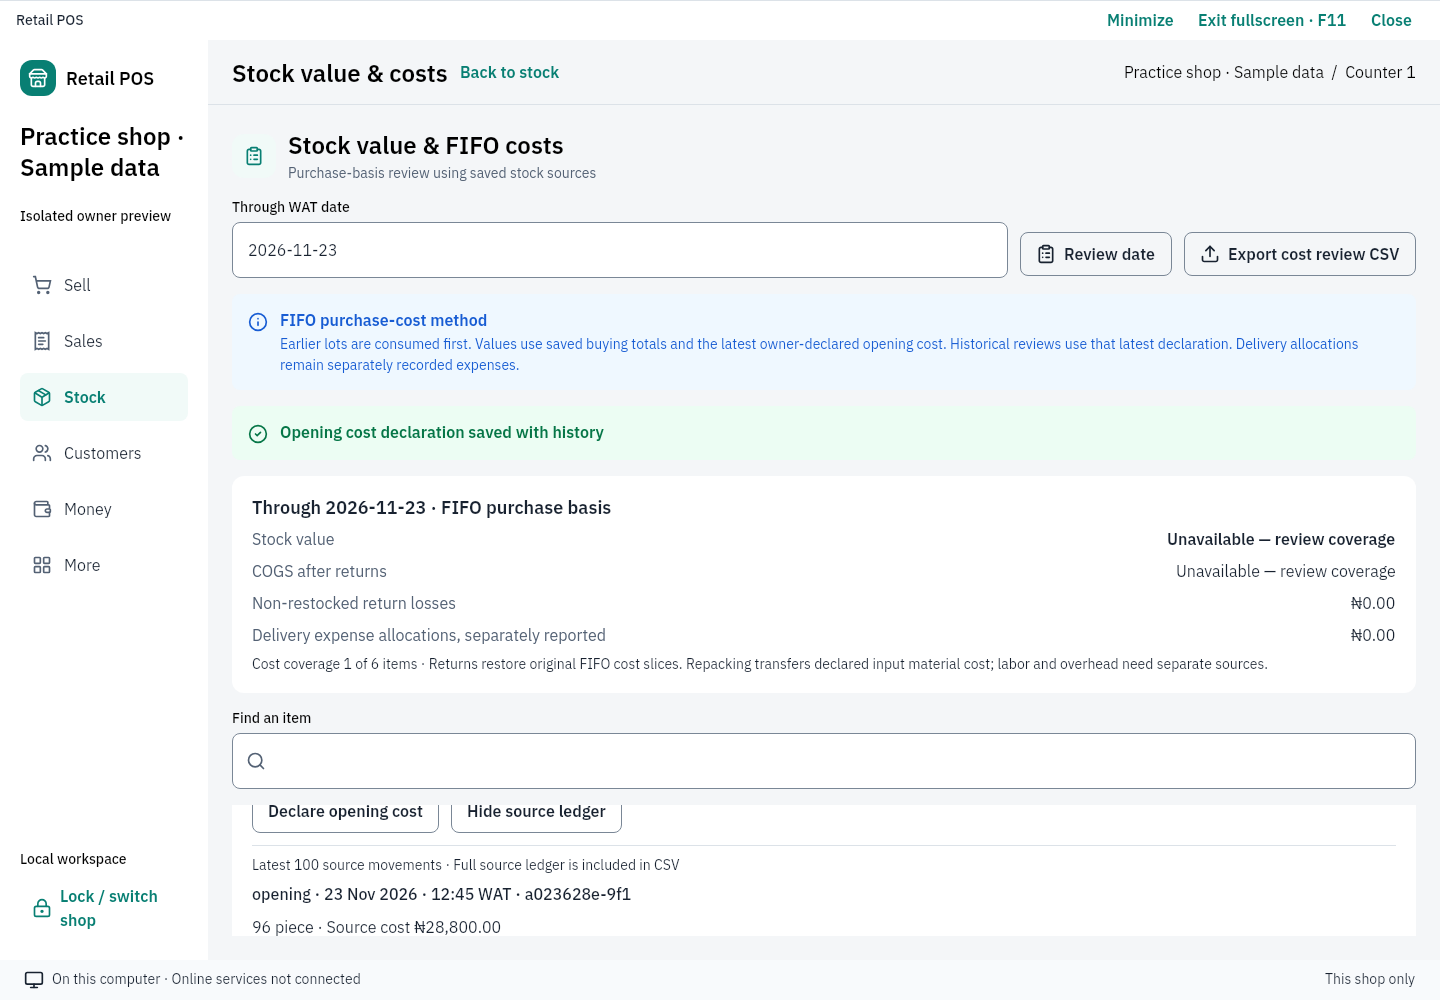 Retail POS
Minimize
Exit fullscreen · F11
Close
Retail POS
Practice shop ·
Sample data
Isolated owner preview
Sell
Sales
Stock
Customers
Money
More
Local workspace
Lock / switch
shop
Stock value & costs
Back to stock
Practice shop · Sample data / Counter 1
Stock value & FIFO costs
Purchase-basis review using saved stock sources
Through WAT date
2026-11-23
Review date
Export cost review CSV
FIFO purchase-cost method
Earlier lots are consumed first. Values use saved buying totals and the latest owner-declared opening cost. Historical reviews use that latest declaration. Delivery allocations
remain separately recorded expenses.
Opening cost declaration saved with history
Through 2026-11-23 · FIFO purchase basis
Stock value
Unavailable — review coverage
COGS after returns
Unavailable — review coverage
Non-restocked return losses
₦0.00
Delivery expense allocations, separately reported
₦0.00
Cost coverage 1 of 6 items · Returns restore original FIFO cost slices. Repacking transfers declared input material cost; labor and overhead need separate sources.
Find an item
Declare opening cost
Hide source ledger
Latest 100 source movements · Full source ledger is included in CSV
opening · 23 Nov 2026 · 12:45 WAT · a023628e-9f1
96 piece · Source cost ₦28,800.00
On this computer · Online services not connected
This shop only